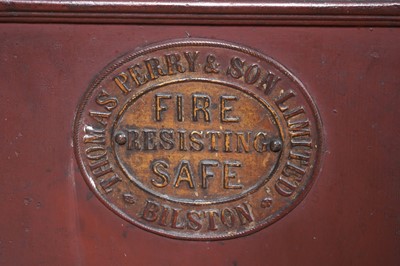 THOMAS PERRY & SON LIMITED
FIRE
RESISTING
SAFE
BILSTON